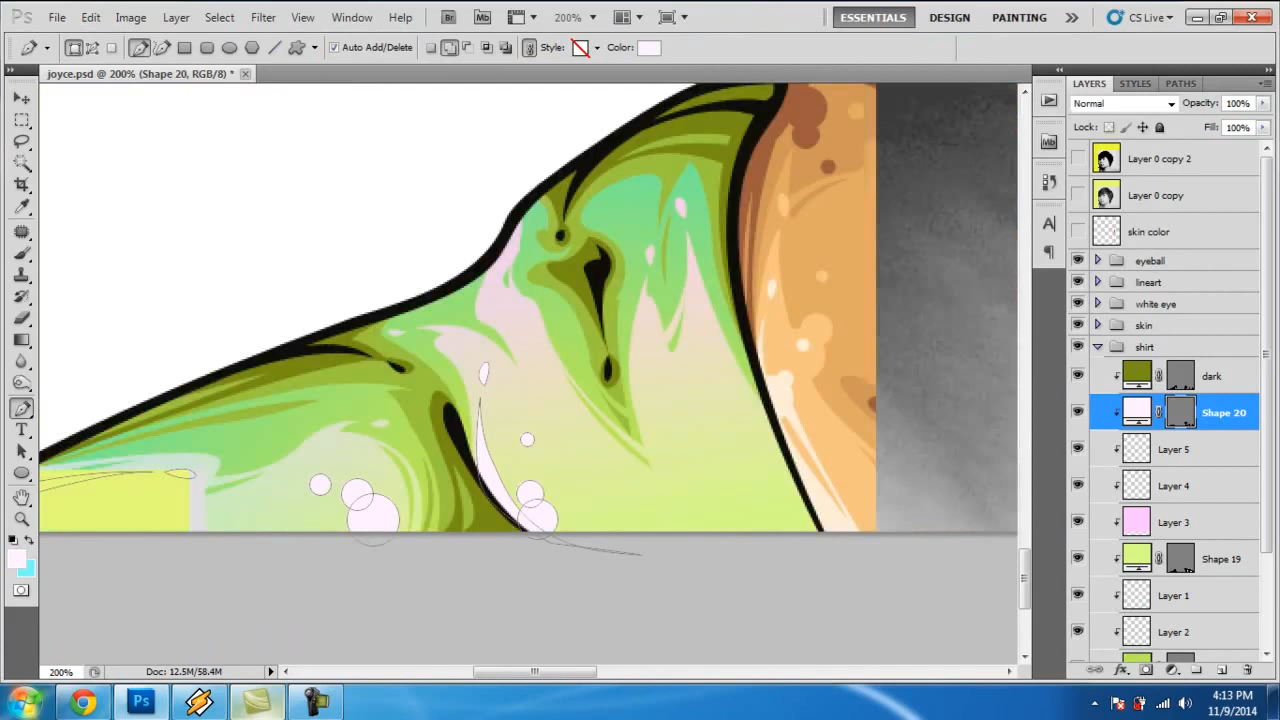 Ps File Edit Image Layer Select Filter View Window Help Br Mb 200% ESSENTIALS DESIGN PAINTING CS Live
Auto Add/Delete Style: Color:
joyce.psd @ 200% (Shape 20, RGB/8) *
LAYERS STYLES PATHS
Normal Opacity: 100%
Lock: Fill: 100%
Mb
Layer 0 copy 2
Layer 0 copy
skin color
eyeball
lineart
white eye
skin
shirt
dark
Shape 20
Layer 5
Layer 4
Layer 3
Shape 19
Layer 1
Layer 2
200% Doc: 12.5M/58.4M
Ps
4:13 PM
11/9/2014